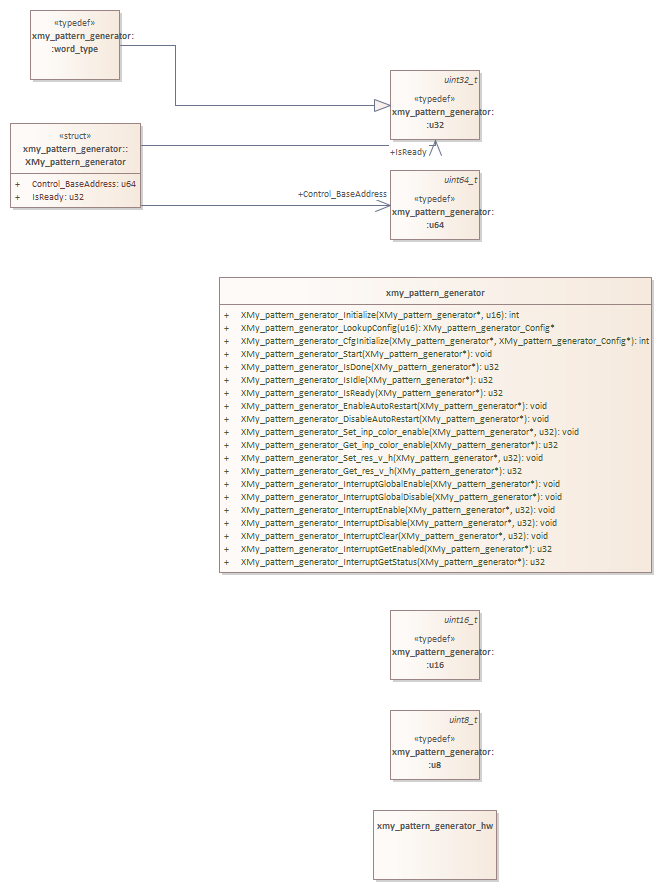 «typedef»
xmy_pattern_generator:
:word_type
uint32_t
«typedef»
xmy_pattern_generator:
:u32
«struct»
xmy_pattern_generator::
XMy_pattern_generator
+ Control_BaseAddress: u64
+ IsReady: u32
+IsReady
+Control_BaseAddress
uint64_t
«typedef»
xmy_pattern_generator:
:u64
xmy_pattern_generator
+ XMy_pattern_generator_Initialize(XMy_pattern_generator*, u16): int
+ XMy_pattern_generator_LookupConfig(u16): XMy_pattern_generator_Config*
+ XMy_pattern_generator_CfgInitialize(XMy_pattern_generator*, XMy_pattern_generator_Config*): int
+ XMy_pattern_generator_Start(XMy_pattern_generator*): void
+ XMy_pattern_generator_IsDone(XMy_pattern_generator*): u32
+ XMy_pattern_generator_IsIdle(XMy_pattern_generator*): u32
+ XMy_pattern_generator_IsReady(XMy_pattern_generator*): u32
+ XMy_pattern_generator_EnableAutoRestart(XMy_pattern_generator*): void
+ XMy_pattern_generator_DisableAutoRestart(XMy_pattern_generator*): void
+ XMy_pattern_generator_Set_inp_color_enable(XMy_pattern_generator*, u32): void
+ XMy_pattern_generator_Get_inp_color_enable(XMy_pattern_generator*): u32
+ XMy_pattern_generator_Set_res_v_h(XMy_pattern_generator*, u32): void
+ XMy_pattern_generator_Get_res_v_h(XMy_pattern_generator*): u32
+ XMy_pattern_generator_InterruptGlobalEnable(XMy_pattern_generator*): void
+ XMy_pattern_generator_InterruptGlobalDisable(XMy_pattern_generator*): void
+ XMy_pattern_generator_InterruptEnable(XMy_pattern_generator*, u32): void
+ XMy_pattern_generator_InterruptDisable(XMy_pattern_generator*, u32): void
+ XMy_pattern_generator_InterruptClear(XMy_pattern_generator*, u32): void
+ XMy_pattern_generator_InterruptGetEnabled(XMy_pattern_generator*): u32
+ XMy_pattern_generator_InterruptGetStatus(XMy_pattern_generator*): u32
uint16_t
«typedef»
xmy_pattern_generator:
:u16
uint8_t
«typedef»
xmy_pattern_generator:
:u8
xmy_pattern_generator_hw